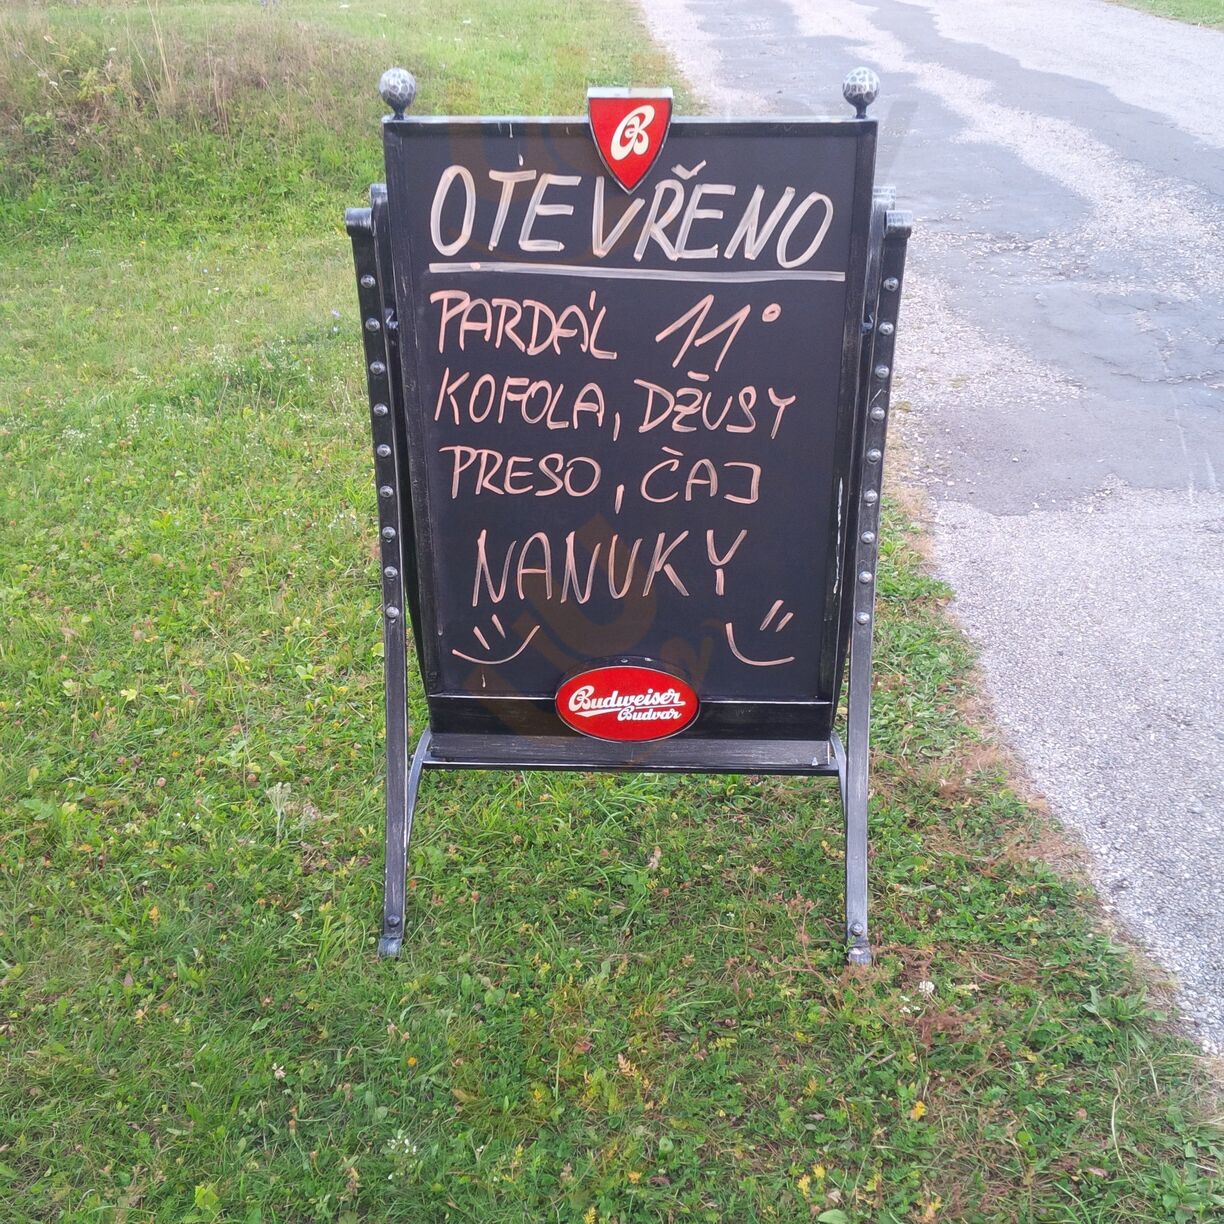 B
OTEVŘENO
PARDÁL 11°
KOFOLA, DŽUSY
PRESO, ČAJ
NANUKY
Budweiser
Budvar